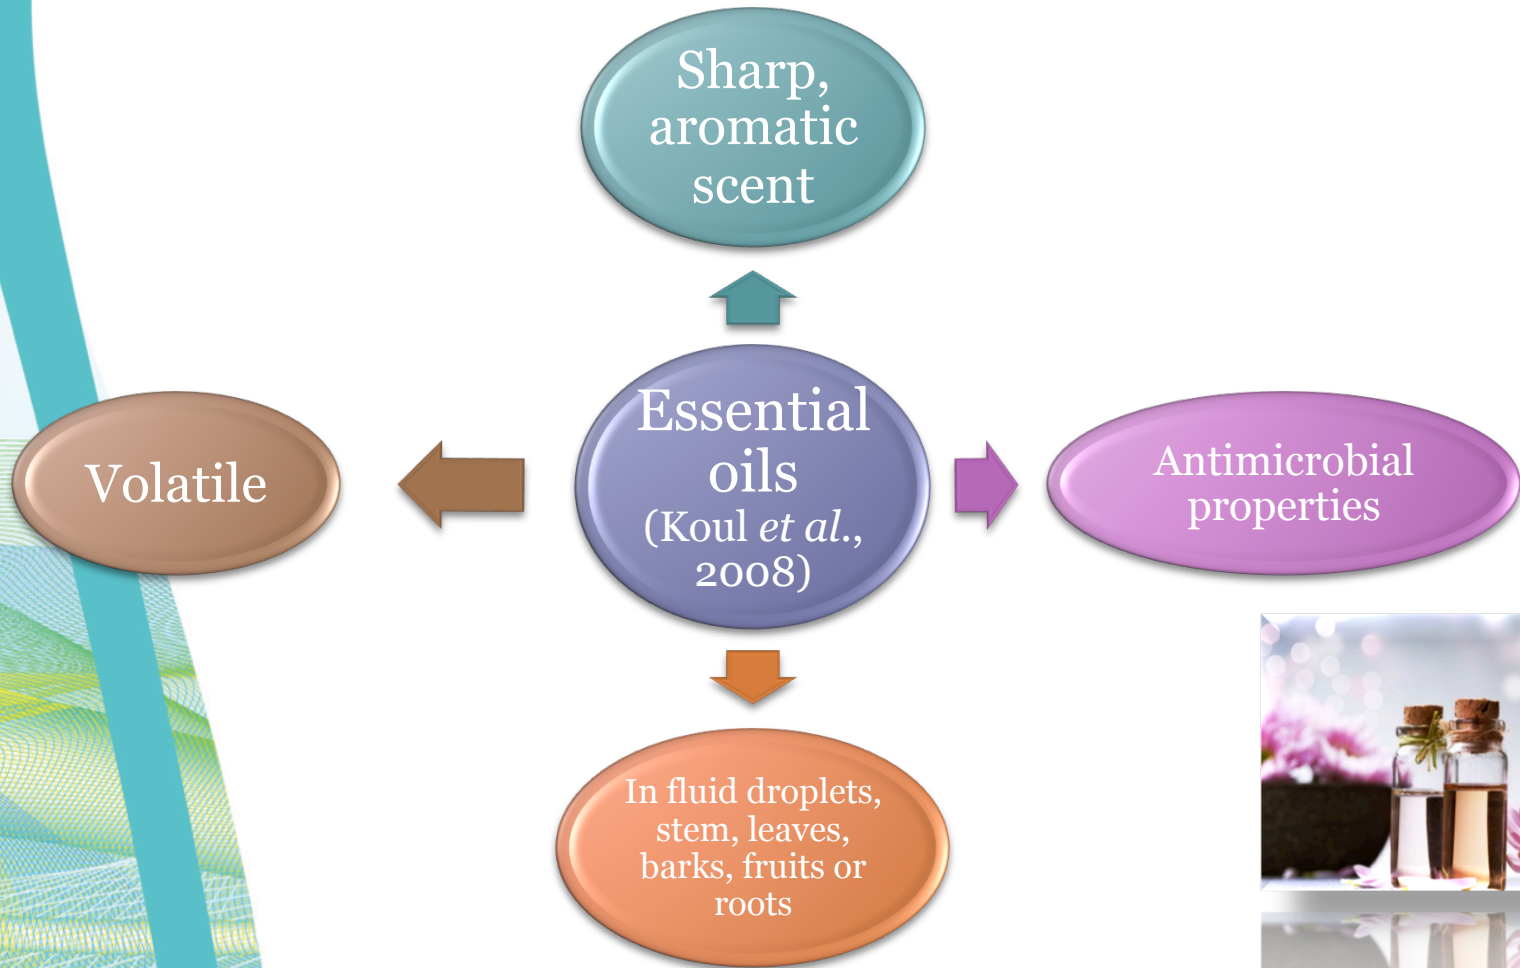 Sharp,
aromatic
scent
Essential
oils
(Koul et al.,
2008)
Volatile
Antimicrobial
properties
In fluid droplets,
stem, leaves,
barks, fruits or
roots